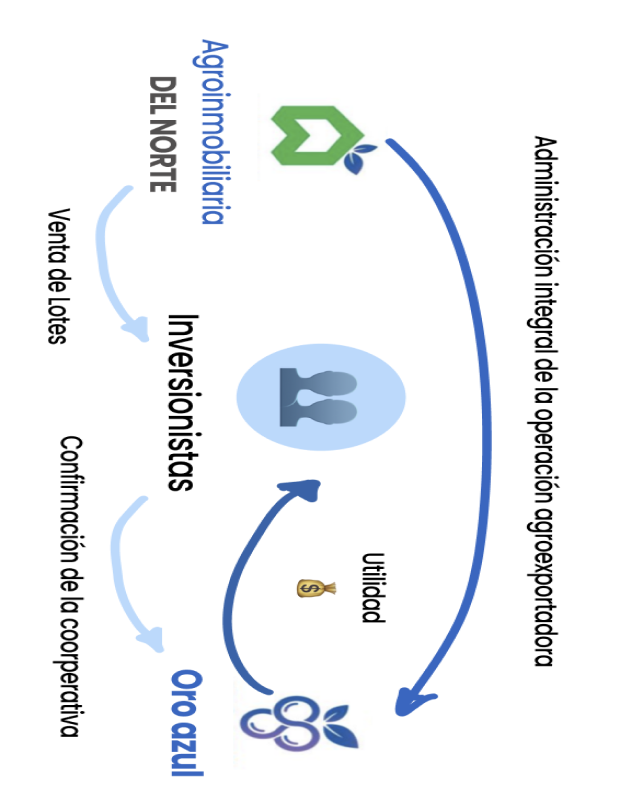 Administración integral de la operación agroexportadora
Utilidad
$
Agroinmobiliaria
DEL NORTE
Inversionistas
Oro azul
Venta de Lotes
Confirmación de la coorperativa